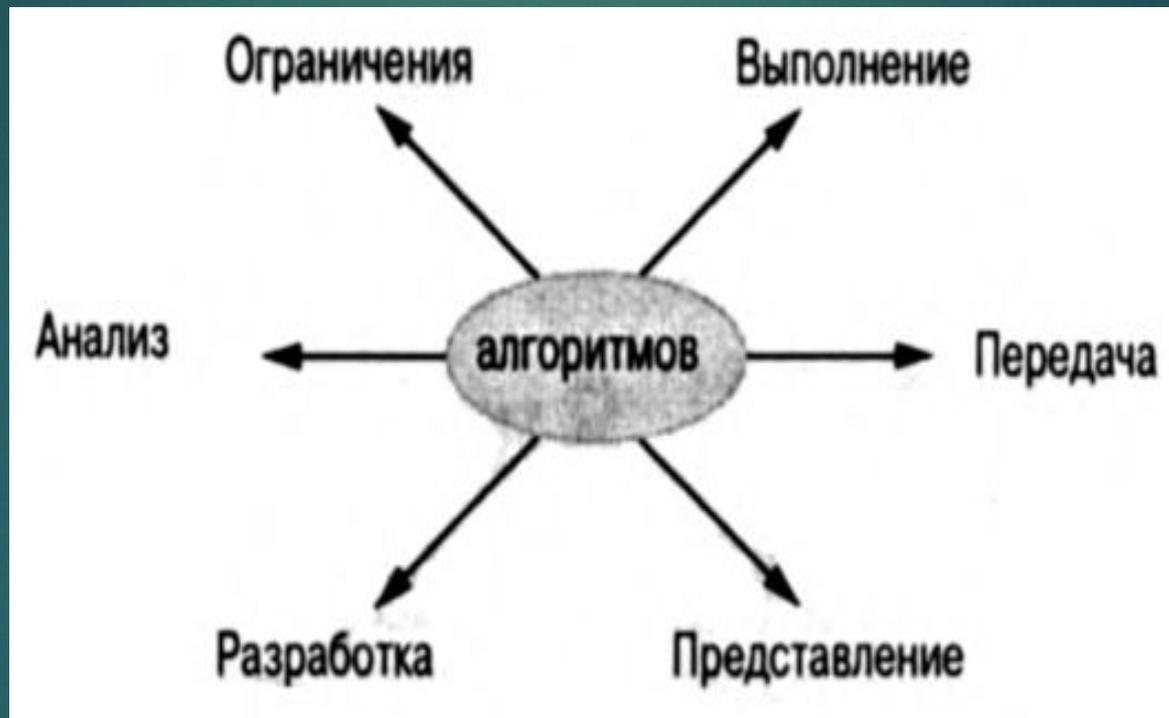 Ограничения
Выполнение
Анализ
алгоритмов
Передача
Разработка
Представление